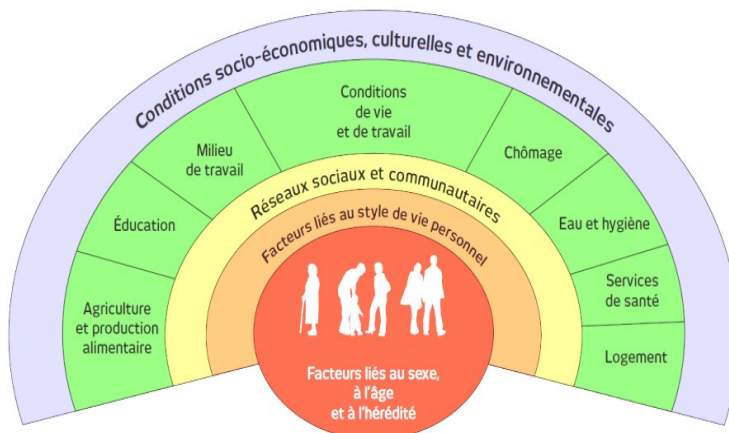 Conditions socio-économiques, culturelles et environnementales
Conditions
de vie
et de travail
Milieu
de travail
Chômage
Éducation
Eau et hygiène
Agriculture
et production
alimentaire
Services
de santé
Logement
Réseaux sociaux et communautaires
Facteurs liés au style de vie personnel
Facteurs liés au sexe,
à l'âge
et à l'hérédité